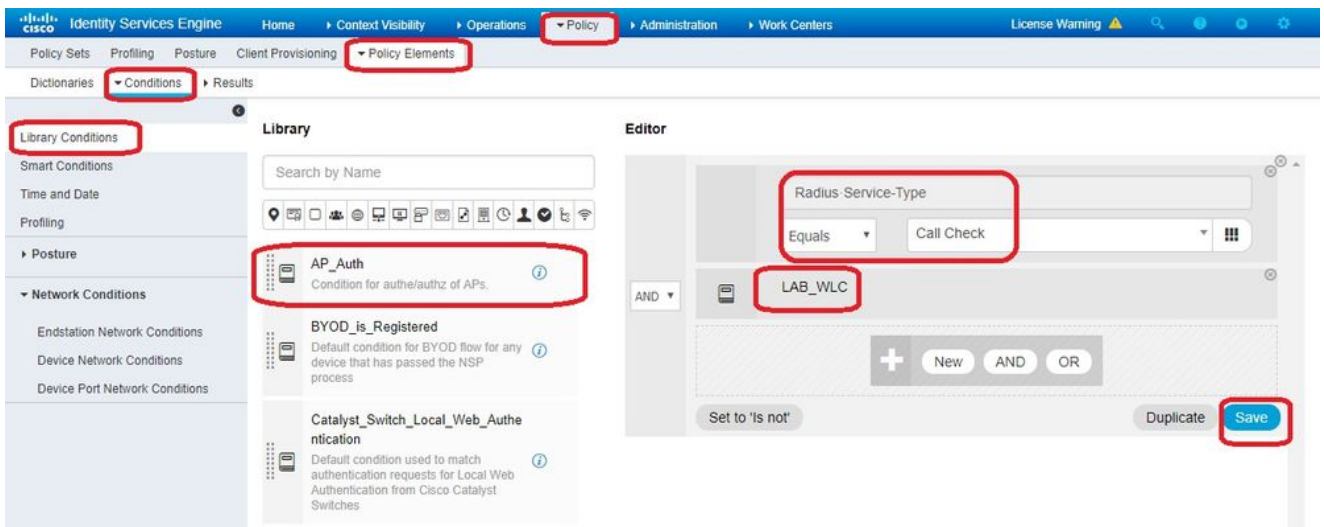 cisco Identity Services Engine Home Context Visibility Operations Policy Administration Work Centers License Warning
Policy Sets Profiling Posture Client Provisioning Policy Elements
Dictionaries Conditions Results
Library Conditions
Smart Conditions
Time and Date
Profiling
Posture
Network Conditions
Endstation Network Conditions
Device Network Conditions
Device Port Network Conditions
Library
Search by Name
AP_Auth
Condition for authe/authz of APs.
BYOD_is_Registered
Default condition for BYOD flow for any
device that has passed the NSP
process
Catalyst_Switch_Local_Web_Authe
ntication
Default condition used to match
authentication requests for Local Web
Authentication from Cisco Catalyst
Switches
Editor
Radius·Service-Type
Equals Call Check
AND
LAB_WLC
New AND OR
Set to 'Is not' Duplicate Save